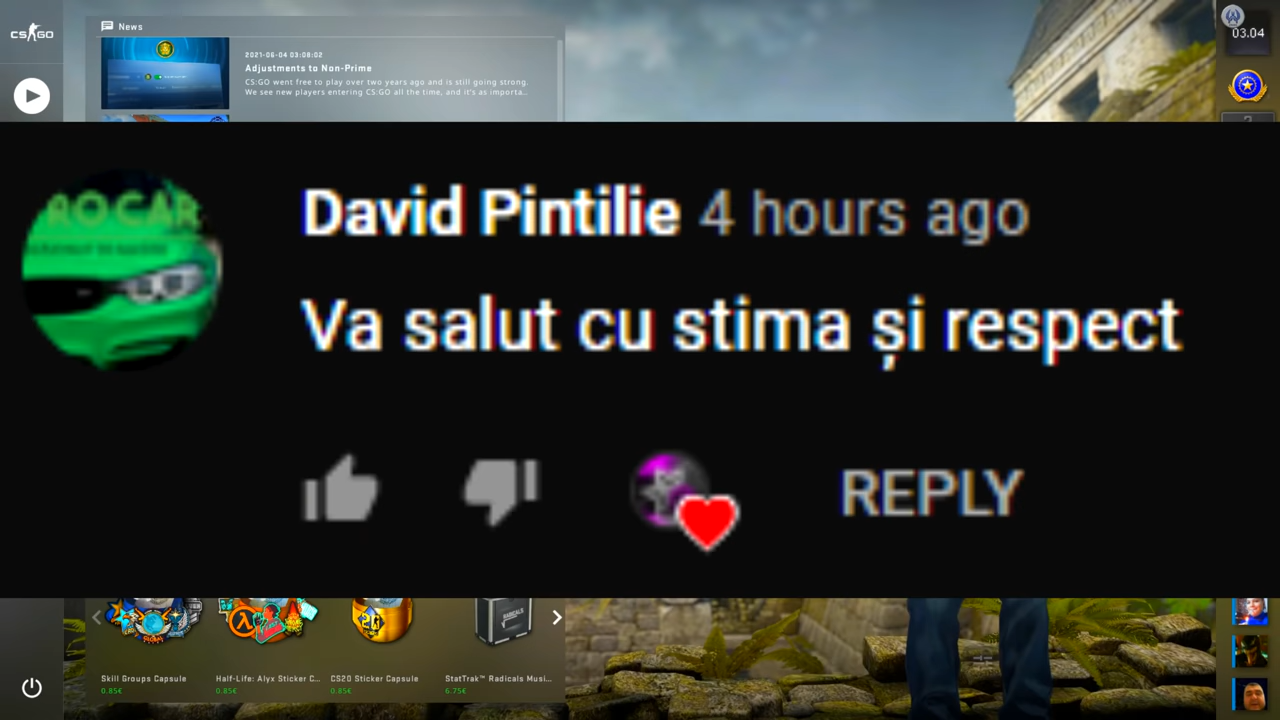 CS GO
News
2021-06-04 03:08:02
Adjustments to Non-Prime
CS:GO went free to play over two years ago and is still going strong.
We see new players entering CS:GO all the time, and it's as importa..
03.04
ROCAR
David Pintilie 4 hours ago
Va salut cu stima și respect
REPLY
Skill Groups Capsule
0.85€
Half-Life: Alyx Sticker C...
0.85€
CS20 Sticker Capsule
0.85€
StatTrak™ Radicals Musi...
6.75€
RADICALS